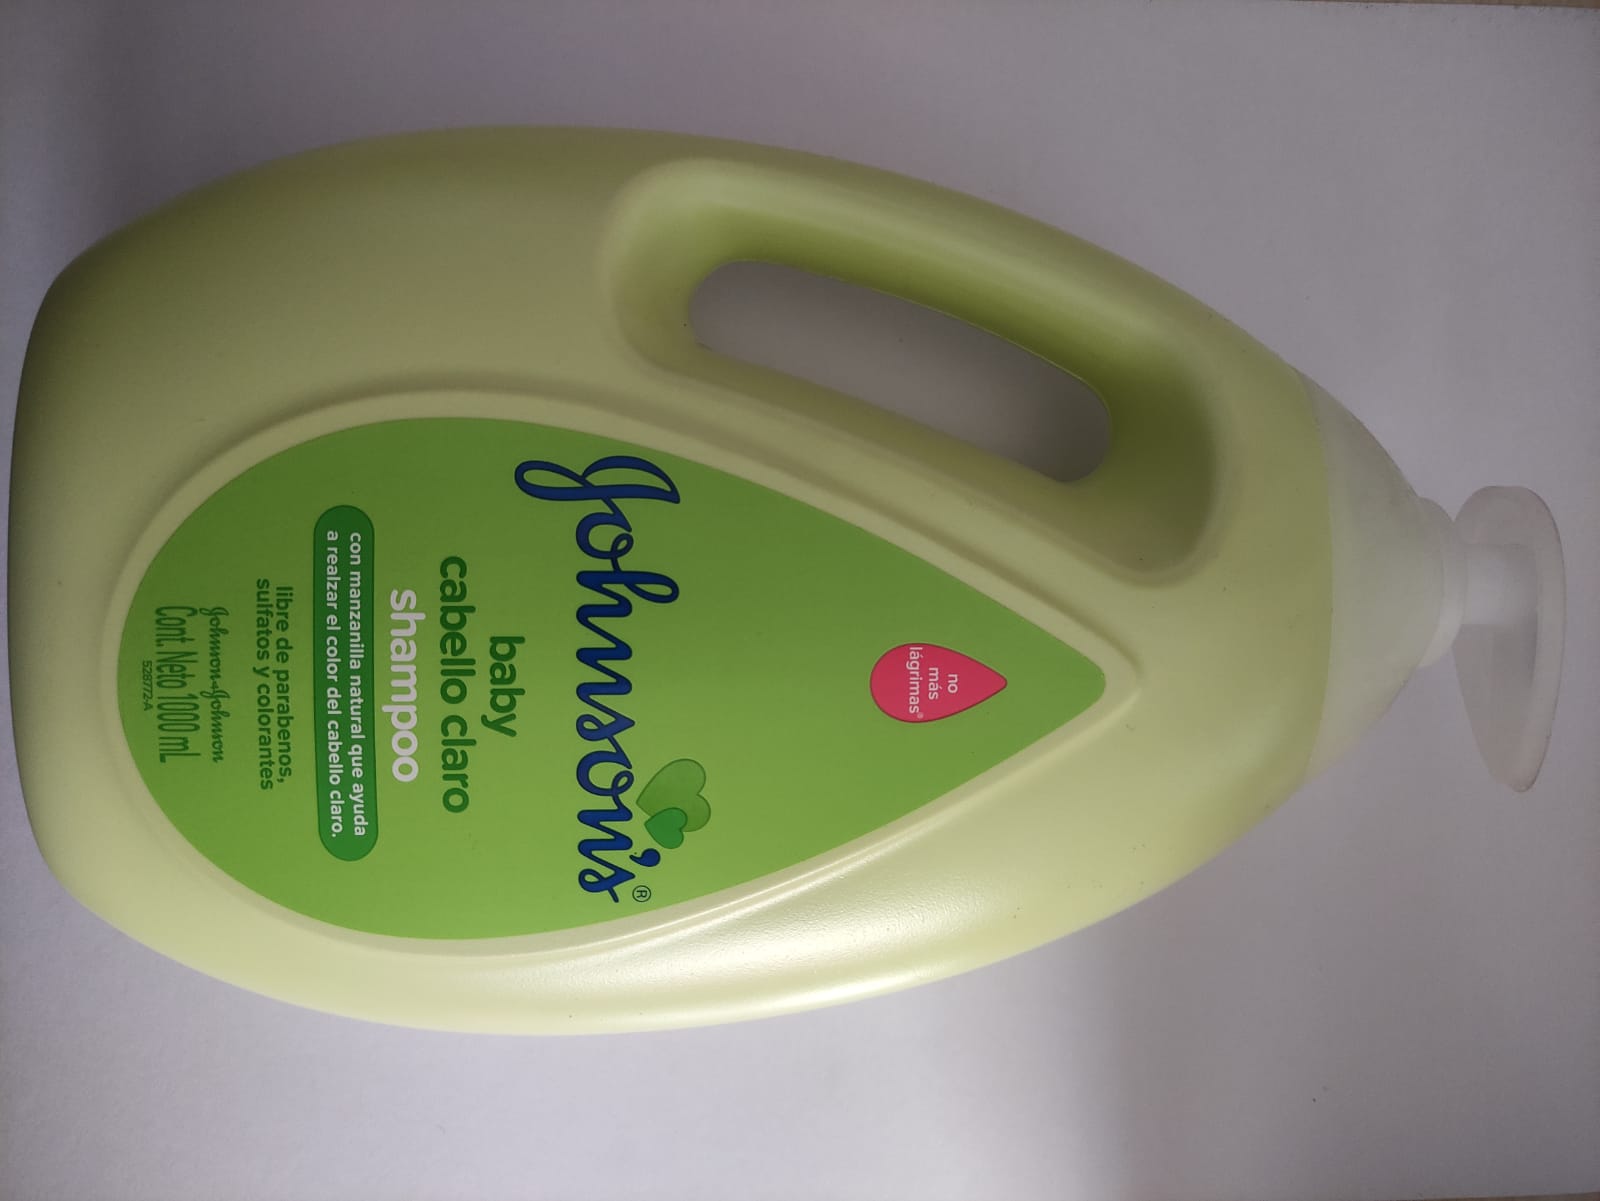 no
más
lágrimas®
Johnson's®
baby
cabello claro
shampoo
con manzanilla natural que ayuda
a realzar el color del cabello claro.
libre de parabenos,
sulfatos y colorantes
Johnson & Johnson
Cont. Neto 1000 mL
528772-A